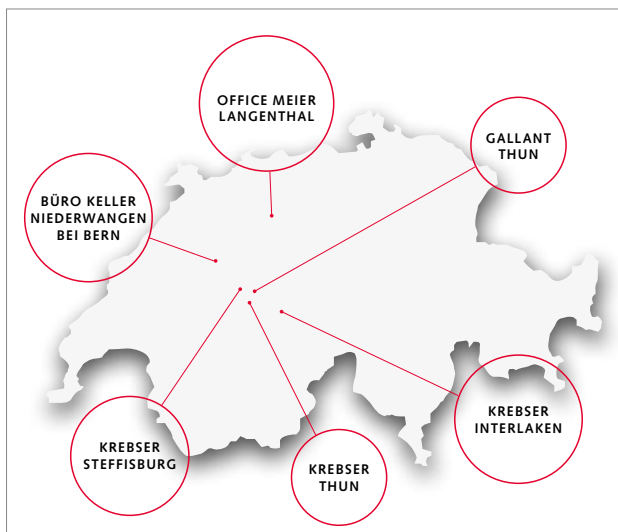 OFFICE MEIER
LANGENTHAL
GALLANT
THUN
BÜRO KELLER
NIEDERWANGEN
BEI BERN
KREBSER
INTERLAKEN
KREBSER
STEFFISBURG
KREBSER
THUN